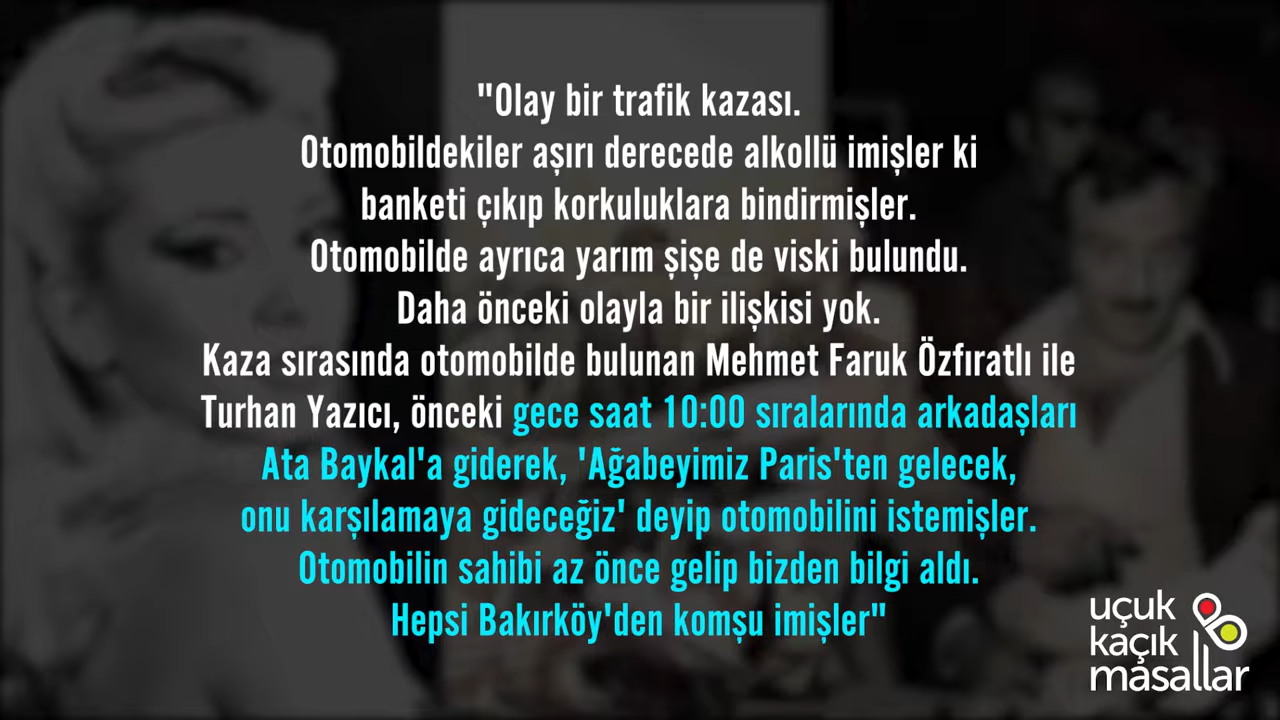 "Olay bir trafik kazası.
Otomobildekiler aşırı derecede alkollü imişler ki
banketi çıkıp korkuluklara bindirmişler.
Otomobilde ayrıca yarım şişe de viski bulundu.
Daha önceki olayla bir ilişkisi yok.
Kaza sırasında otomobilde bulunan Mehmet Faruk Özfıratlı ile
Turhan Yazıcı, önceki gece saat 10:00 sıralarında arkadaşları
Ata Baykal'a giderek, 'Ağabeyimiz Paris'ten gelecek,
onu karşılamaya gideceğiz' deyip otomobilini istemişler.
Otomobilin sahibi az önce gelip bizden bilgi aldı.
Hepsi Bakırköy'den komşu imişler"
uçuk
kaçık
masallar